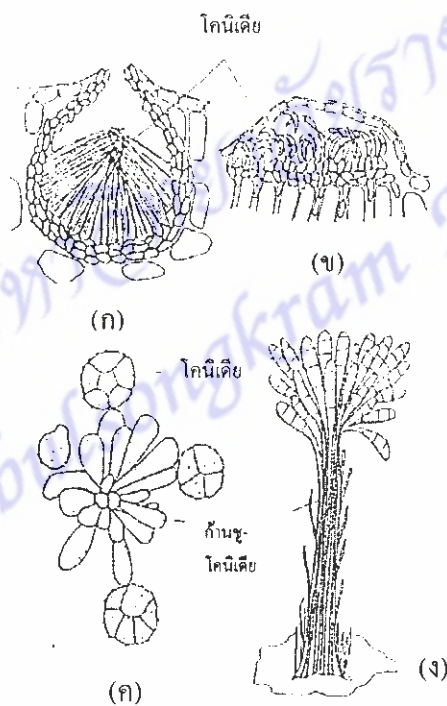 โคนิเดีย
(ก)
(ข)
โคนิเดีย
ก้านชู-
โคนิเดีย
(ค)
(ง)